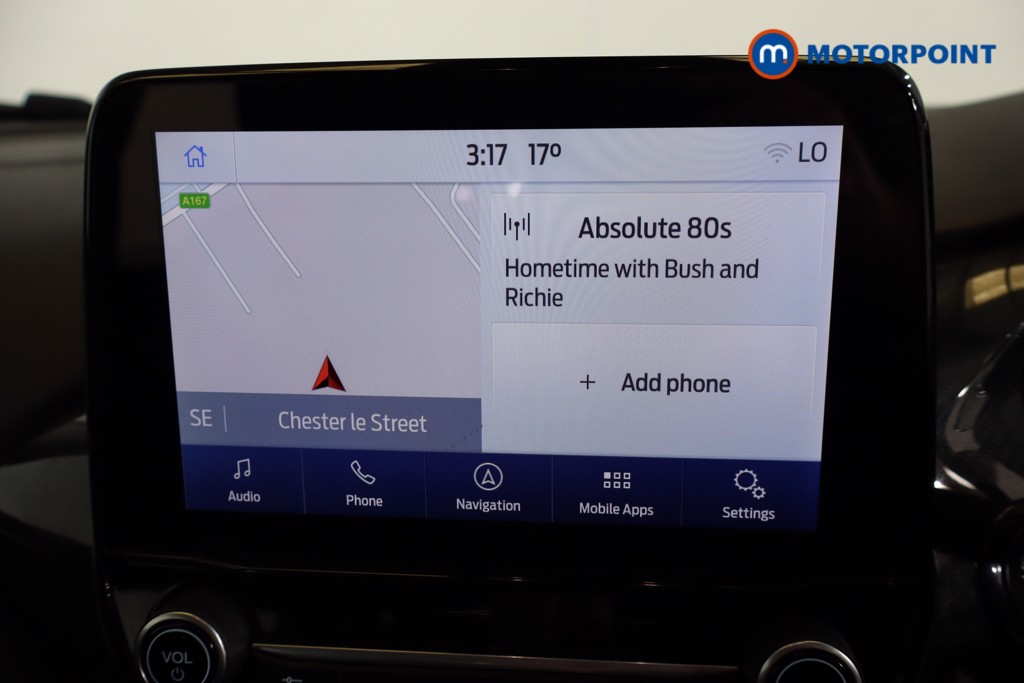 MOTORPOINT
3:17 17º
LO
A167
Absolute 80s
Hometime with Bush and
Richie
+ Add phone
SE | Chester le Street
Audio
Phone
Navigation
Mobile Apps
Settings
VOL